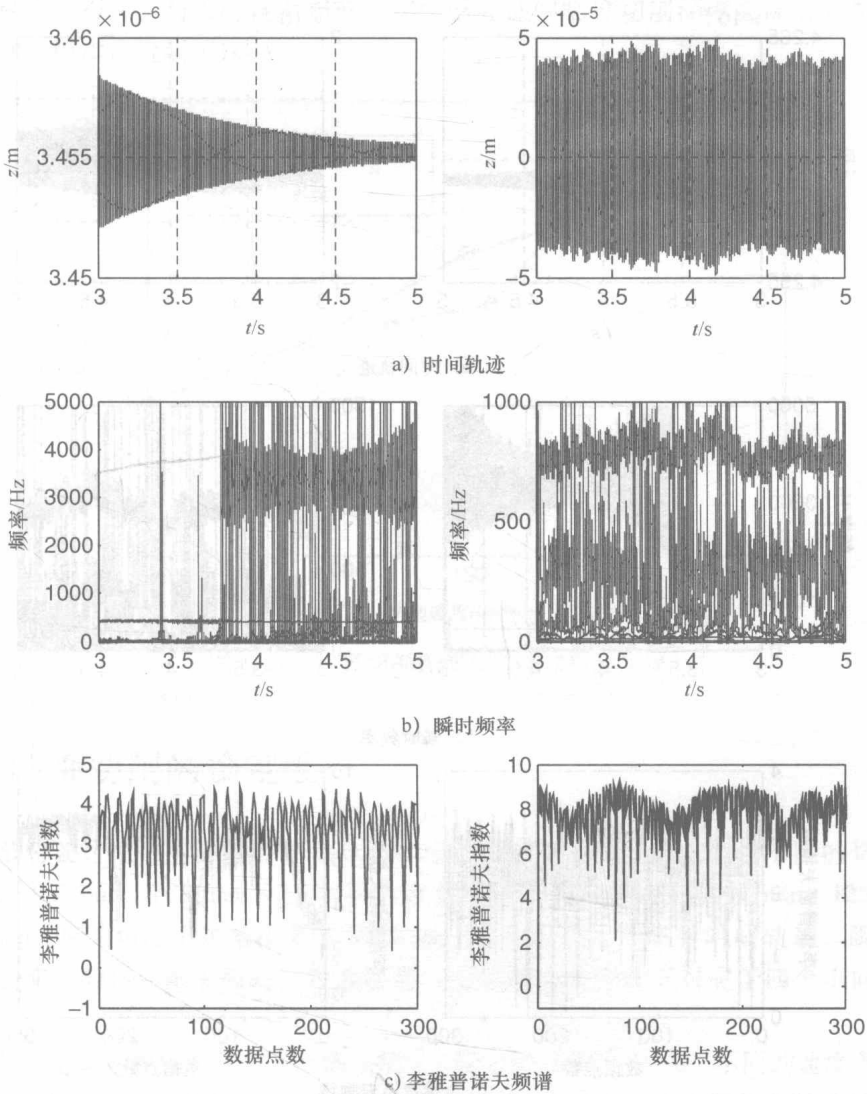 × 10⁻⁶
3.46
3.455
3.45
z/m
3 3.5 4 4.5 5
t/s
× 10⁻⁵
5
0
−5
z/m
3 3.5 4 4.5 5
t/s
a) 时间轨迹
5000
4000
3000
2000
1000
0
频率/Hz
3 3.5 4 4.5 5
t/s
1000
500
0
频率/Hz
3 3.5 4 4.5 5
t/s
b) 瞬时频率
5
4
3
2
1
0
−1
李雅普诺夫指数
0 100 200 300
数据点数
10
8
6
4
2
0
李雅普诺夫指数
0 100 200 300
数据点数
c) 李雅普诺夫频谱